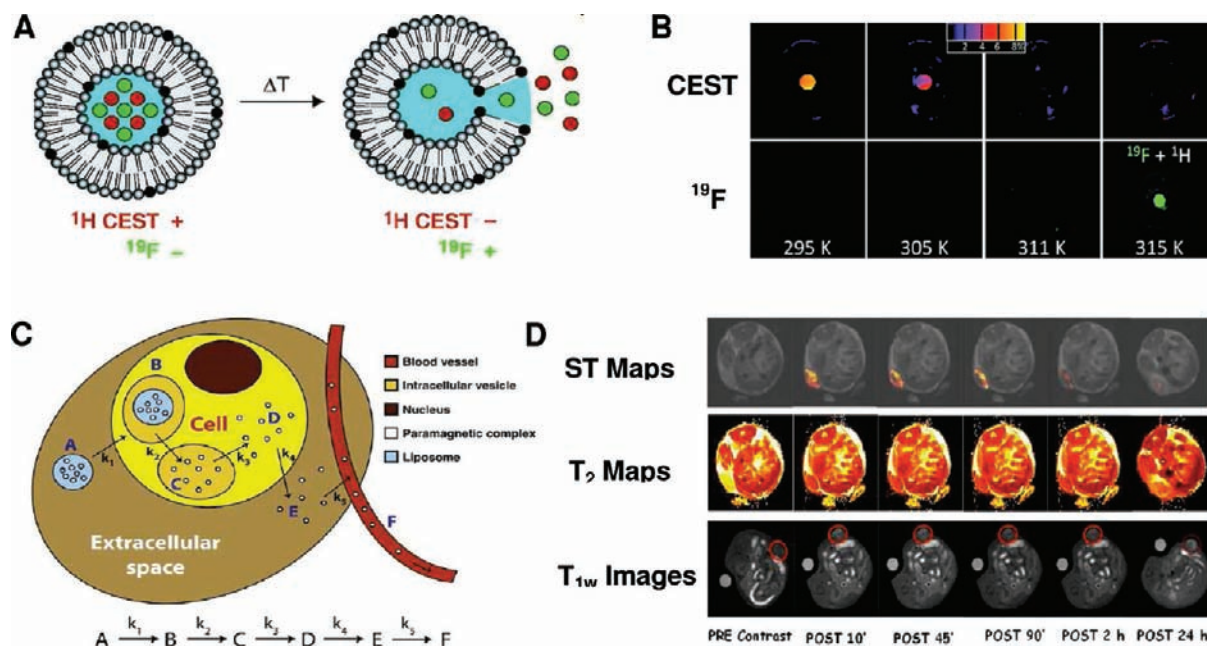 A
ΔT
¹H CEST +
¹⁹F −
¹H CEST −
¹⁹F +
B
2 4 6 8
CEST
¹⁹F
¹⁹F + ¹H
295 K
305 K
311 K
315 K
C
A
B
C
D
E
F
Cell
k₁
k₂
k₃
k₄
k₅
Extracellular
space
Blood vessel
Intracellular vesicle
Nucleus
Paramagnetic complex
Liposome
A k₁ B k₂ C k₃ D k₄ E k₅ F
D
ST Maps
T₂ Maps
T₁w Images
PRE Contrast
POST 10'
POST 45'
POST 90'
POST 2 h
POST 24 h